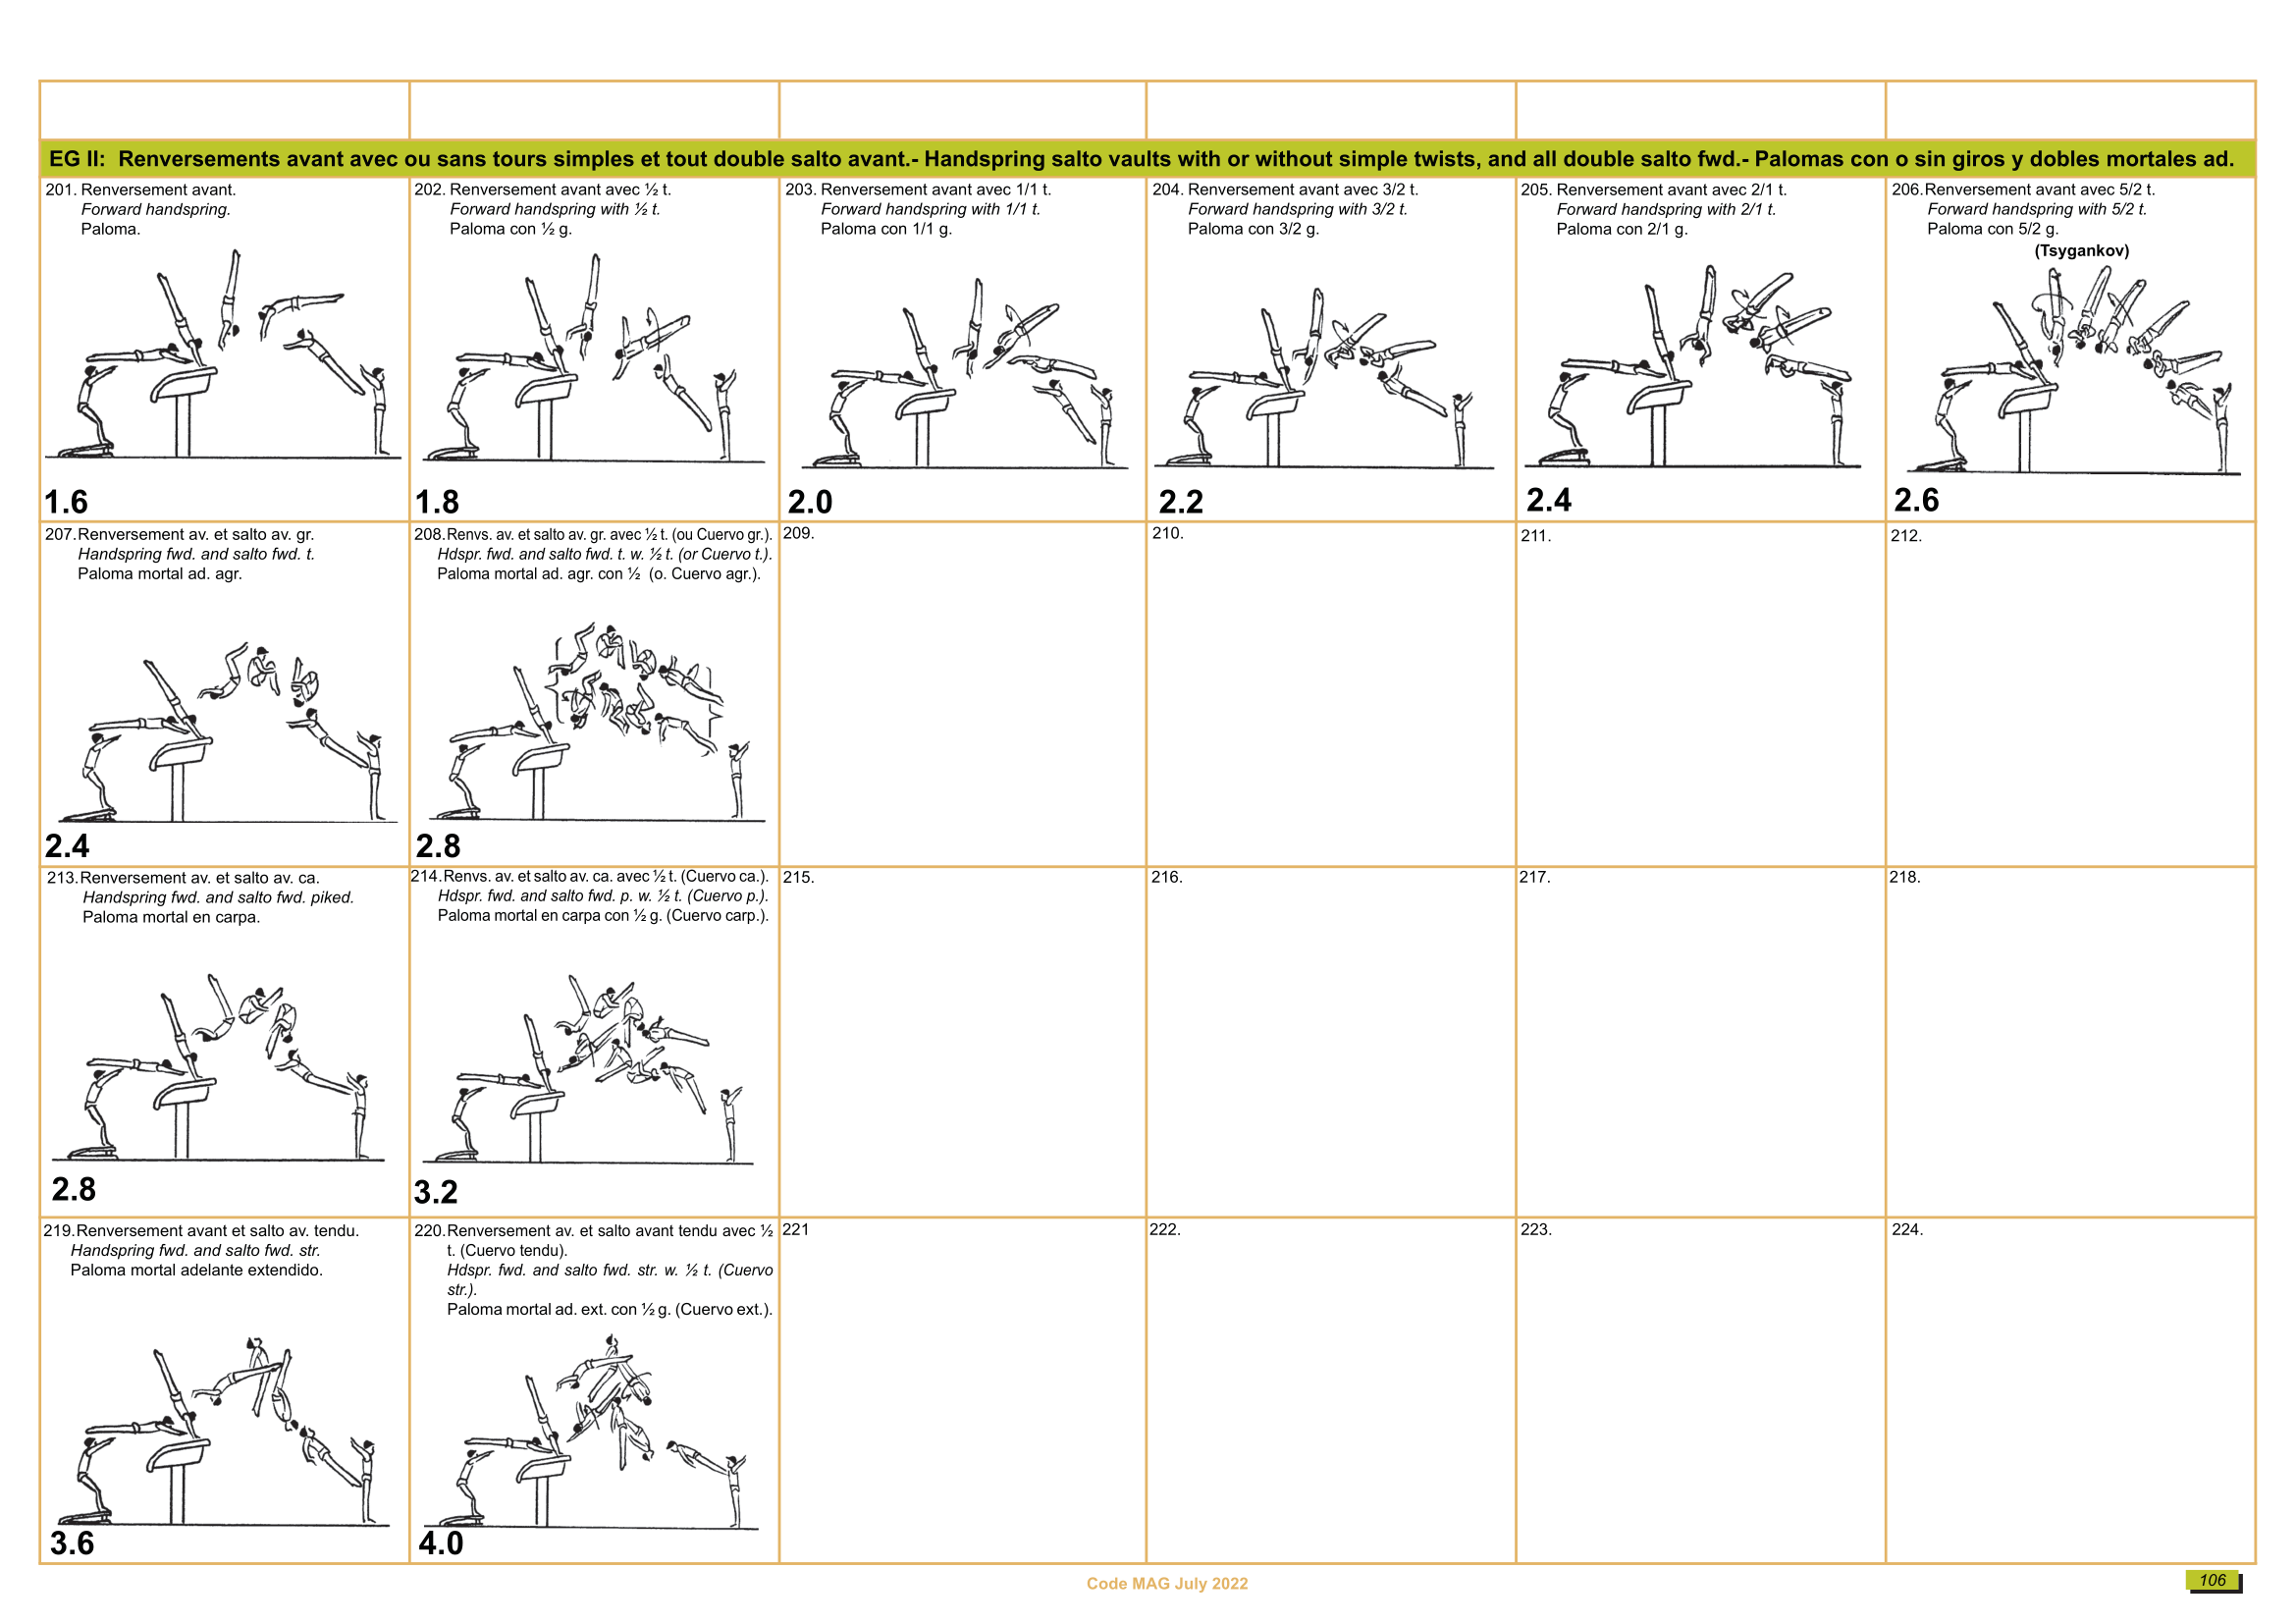 EG II: Renversements avant avec ou sans tours simples et tout double salto avant.- Handspring salto vaults with or without simple twists, and all double salto fwd.- Palomas con o sin giros y dobles mortales ad.
201. Renversement avant.
Forward handspring.
Paloma.
1.6
202. Renversement avant avec ½ t.
Forward handspring with ½ t.
Paloma con ½ g.
1.8
203. Renversement avant avec 1/1 t.
Forward handspring with 1/1 t.
Paloma con 1/1 g.
2.0
204. Renversement avant avec 3/2 t.
Forward handspring with 3/2 t.
Paloma con 3/2 g.
2.2
205. Renversement avant avec 2/1 t.
Forward handspring with 2/1 t.
Paloma con 2/1 g.
2.4
206.Renversement avant avec 5/2 t.
Forward handspring with 5/2 t.
Paloma con 5/2 g.
(Tsygankov)
2.6
207.Renversement av. et salto av. gr.
Handspring fwd. and salto fwd. t.
Paloma mortal ad. agr.
2.4
208.Renvs. av. et salto av. gr. avec ½ t. (ou Cuervo gr.).
Hdspr. fwd. and salto fwd. t. w. ½ t. (or Cuervo t.).
Paloma mortal ad. agr. con ½ (o. Cuervo agr.).
2.8
209.
210.
211.
212.
213.Renversement av. et salto av. ca.
Handspring fwd. and salto fwd. piked.
Paloma mortal en carpa.
2.8
214.Renvs. av. et salto av. ca. avec ½ t. (Cuervo ca.).
Hdspr. fwd. and salto fwd. p. w. ½ t. (Cuervo p.).
Paloma mortal en carpa con ½ g. (Cuervo carp.).
3.2
215.
216.
217.
218.
219.Renversement avant et salto av. tendu.
Handspring fwd. and salto fwd. str.
Paloma mortal adelante extendido.
3.6
220.Renversement av. et salto avant tendu avec ½
t. (Cuervo tendu).
Hdspr. fwd. and salto fwd. str. w. ½ t. (Cuervo
str.).
Paloma mortal ad. ext. con ½ g. (Cuervo ext.).
4.0
221
222.
223.
224.
Code MAG July 2022
106